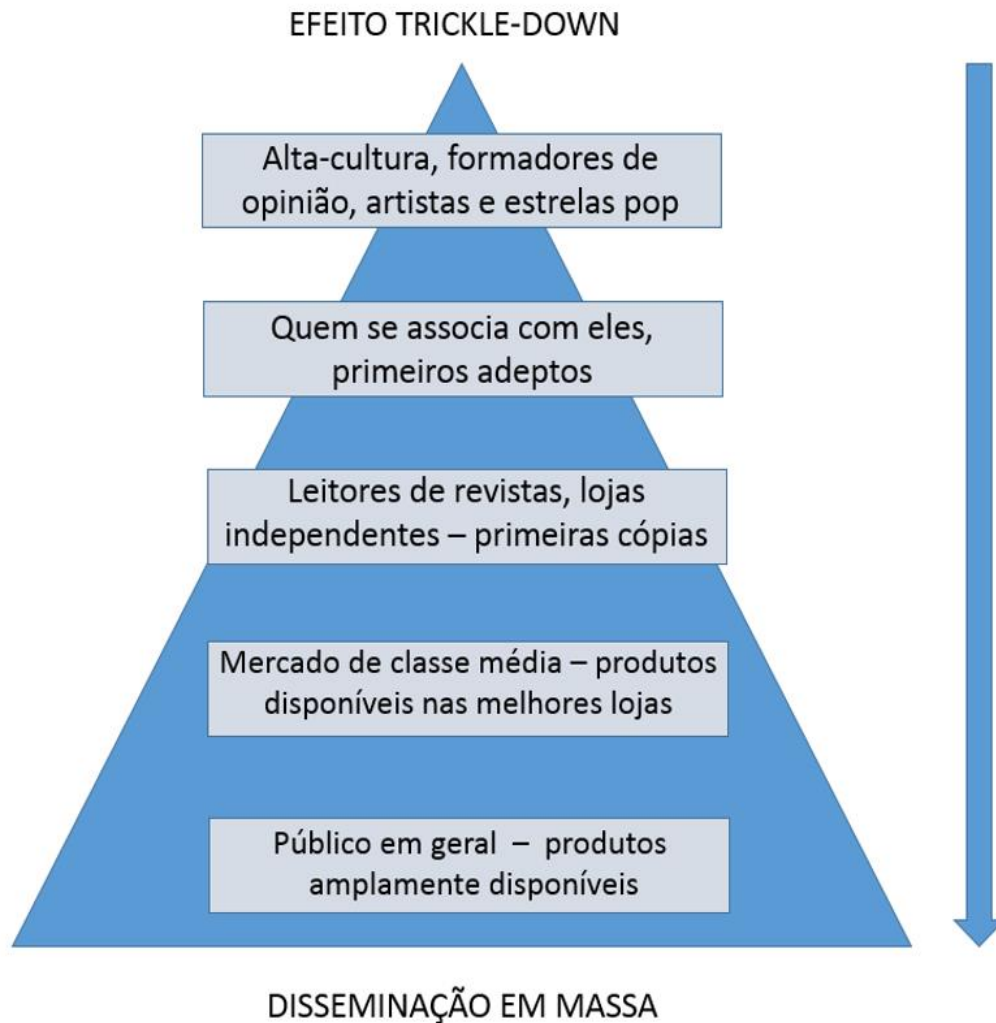 EFEITO TRICKLE-DOWN
Alta-cultura, formadores de
opinião, artistas e estrelas pop
Quem se associa com eles,
primeiros adeptos
Leitores de revistas, lojas
independentes – primeiras cópias
Mercado de classe média – produtos
disponíveis nas melhores lojas
Público em geral – produtos
amplamente disponíveis
DISSEMINAÇÃO EM MASSA